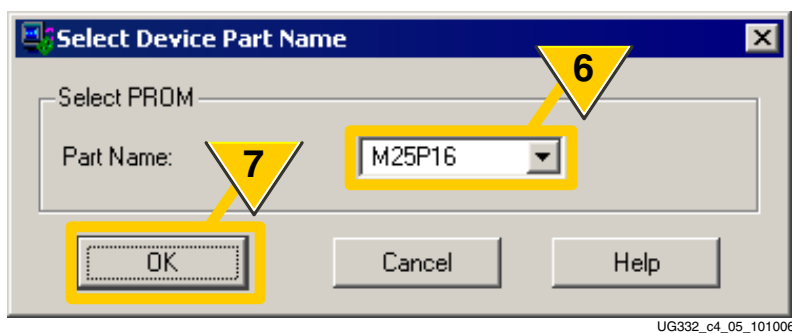 Select Device Part Name
6
Select PROM
Part Name:
7
M25P16
OK
Cancel
Help
UG332_c4_05_101006